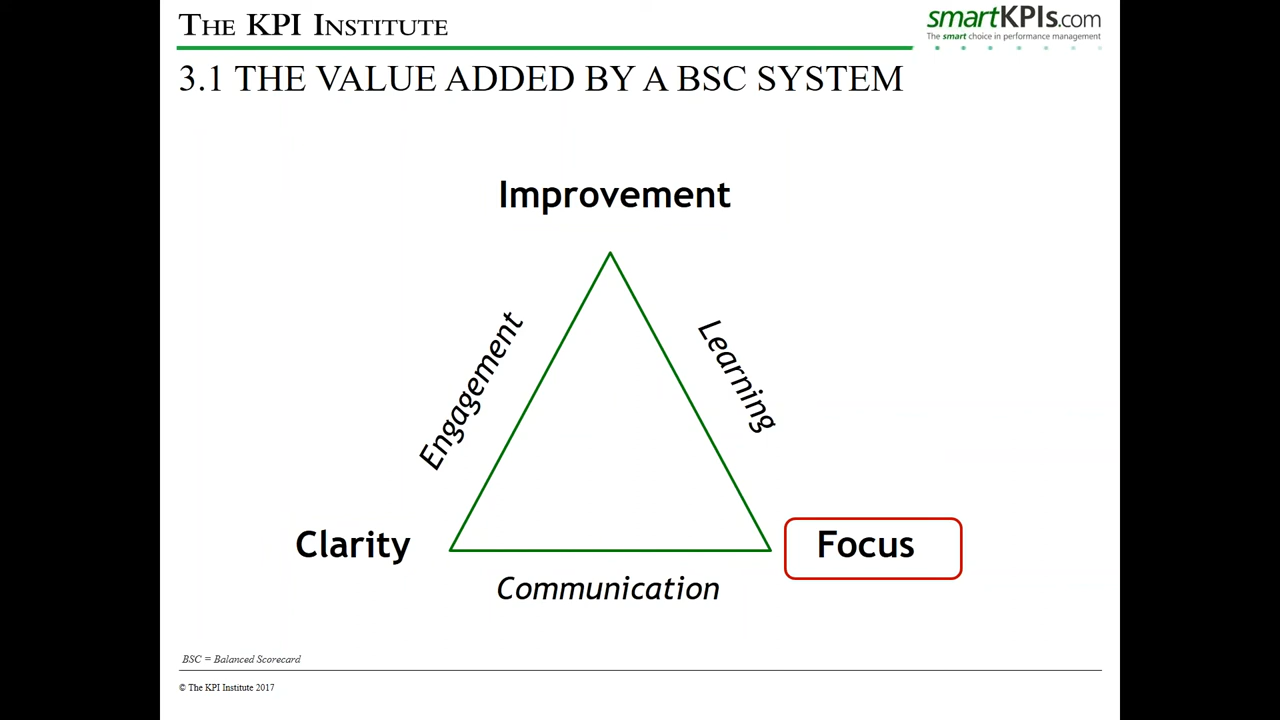 THE KPI INSTITUTE
smartKPIs.com
The smart choice in performance management
3.1 THE VALUE ADDED BY A BSC SYSTEM
Improvement
Engagement
Learning
Clarity
Focus
Communication
BSC = Balanced Scorecard
© The KPI Institute 2017